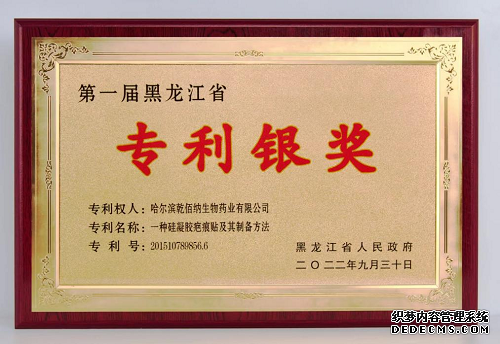 第一届黑龙江省
专利银奖
专利权人：哈尔滨乾佰纳生物药业有限公司
专利名称：一种硅凝胶疤痕贴及其制备方法
专 利 号：201510789856.6
黑龙江省人民政府
二〇二二年九月三十日
织梦内容管理系统
DEDECMS.COM